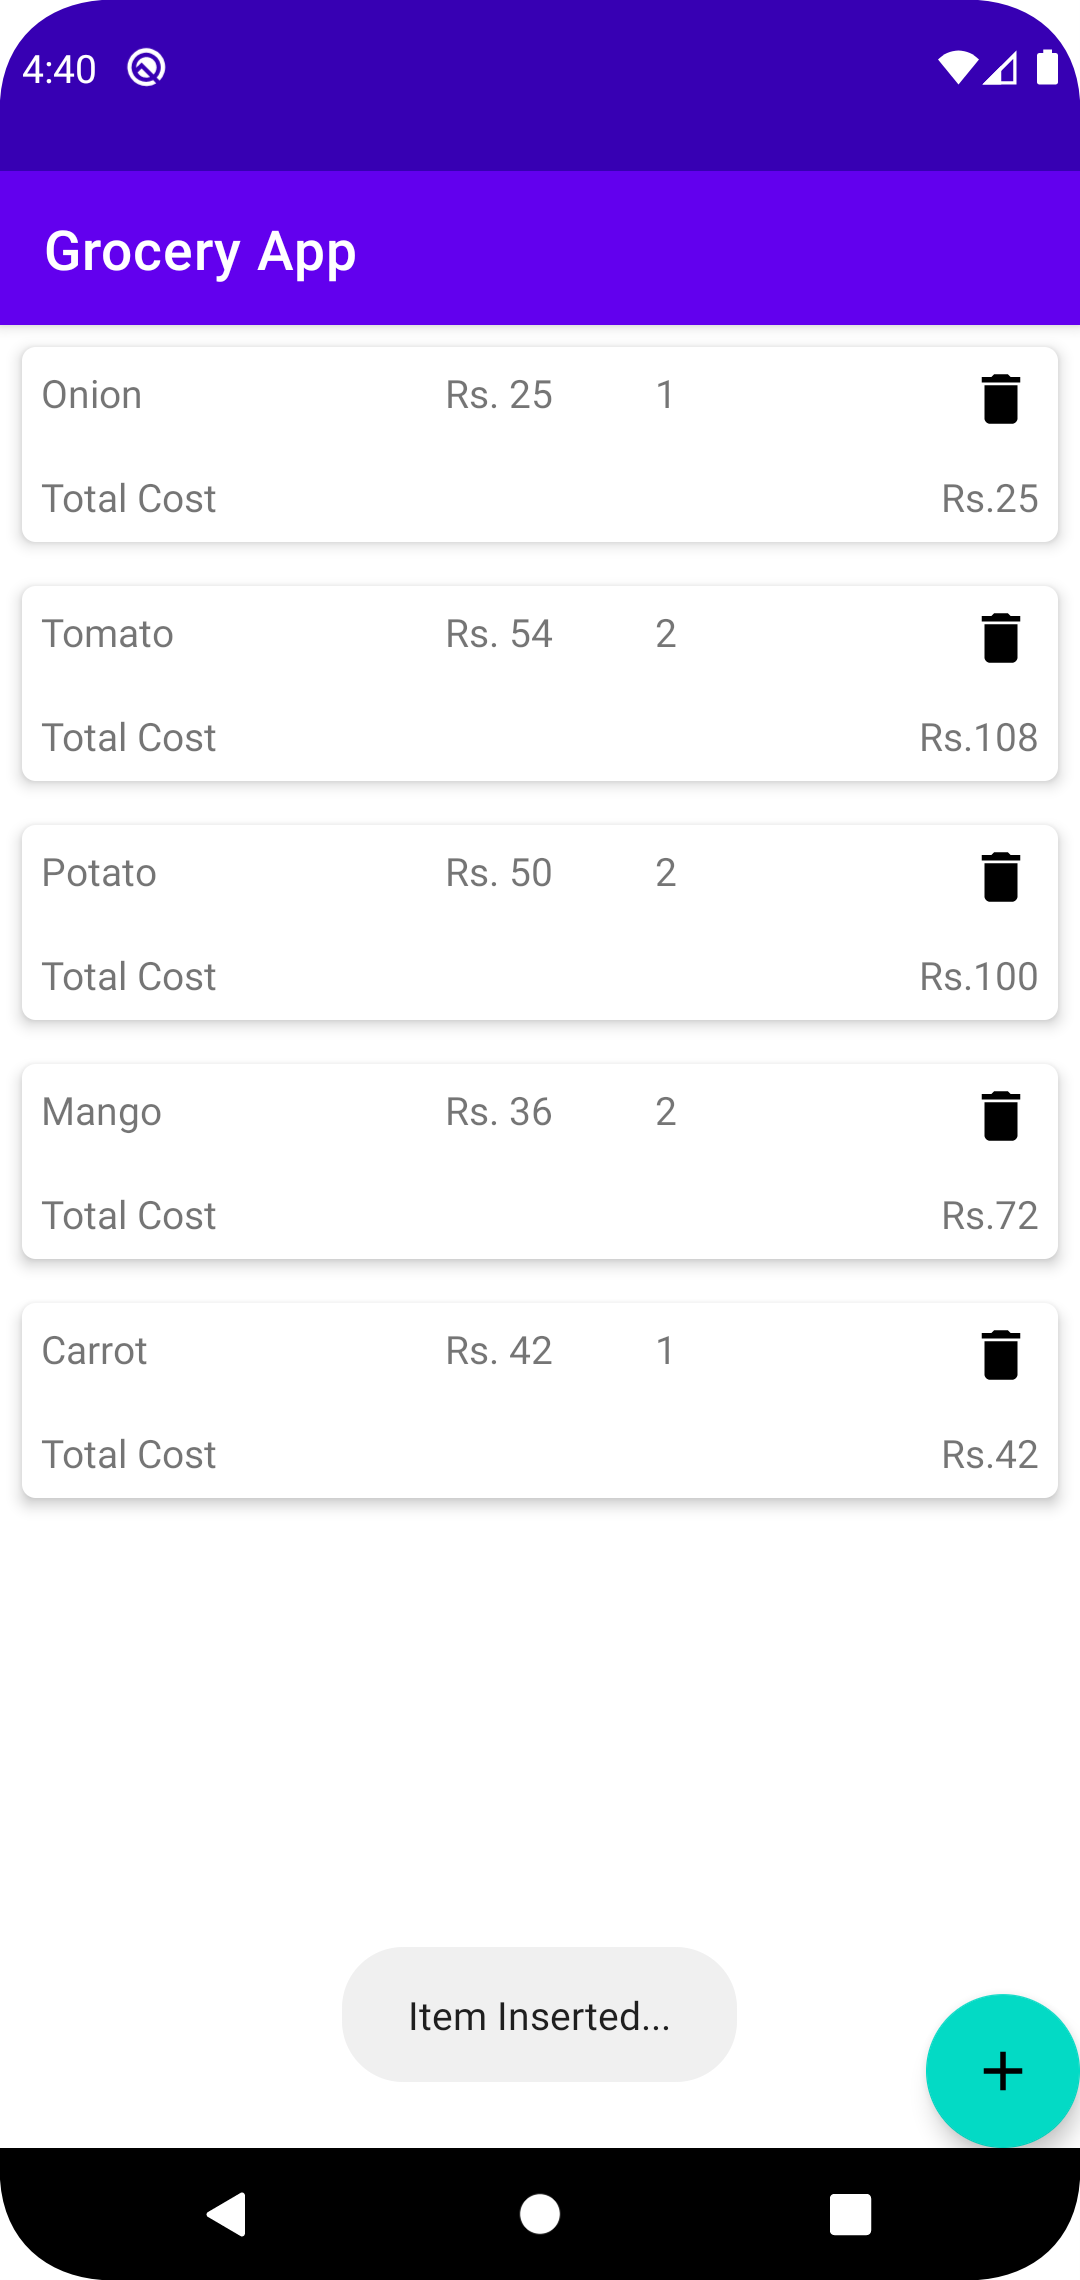 4:40
Grocery App
Onion Rs. 25 1
Total Cost Rs.25
Tomato Rs. 54 2
Total Cost Rs.108
Potato Rs. 50 2
Total Cost Rs.100
Mango Rs. 36 2
Total Cost Rs.72
Carrot Rs. 42 1
Total Cost Rs.42
Item Inserted...
+